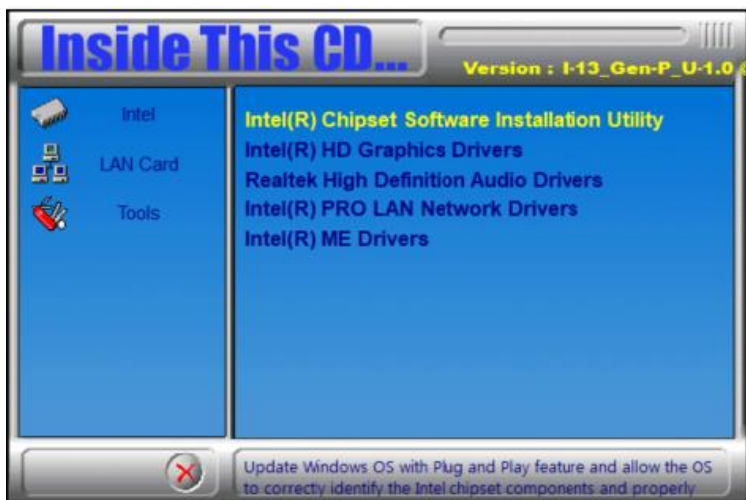 Inside This CD...
Version : I-13_Gen-P_U-1.0
Intel
LAN Card
Tools
Intel(R) Chipset Software Installation Utility
Intel(R) HD Graphics Drivers
Realtek High Definition Audio Drivers
Intel(R) PRO LAN Network Drivers
Intel(R) ME Drivers
Update Windows OS with Plug and Play feature and allow the OS
to correctly identify the Intel chipset components and properly